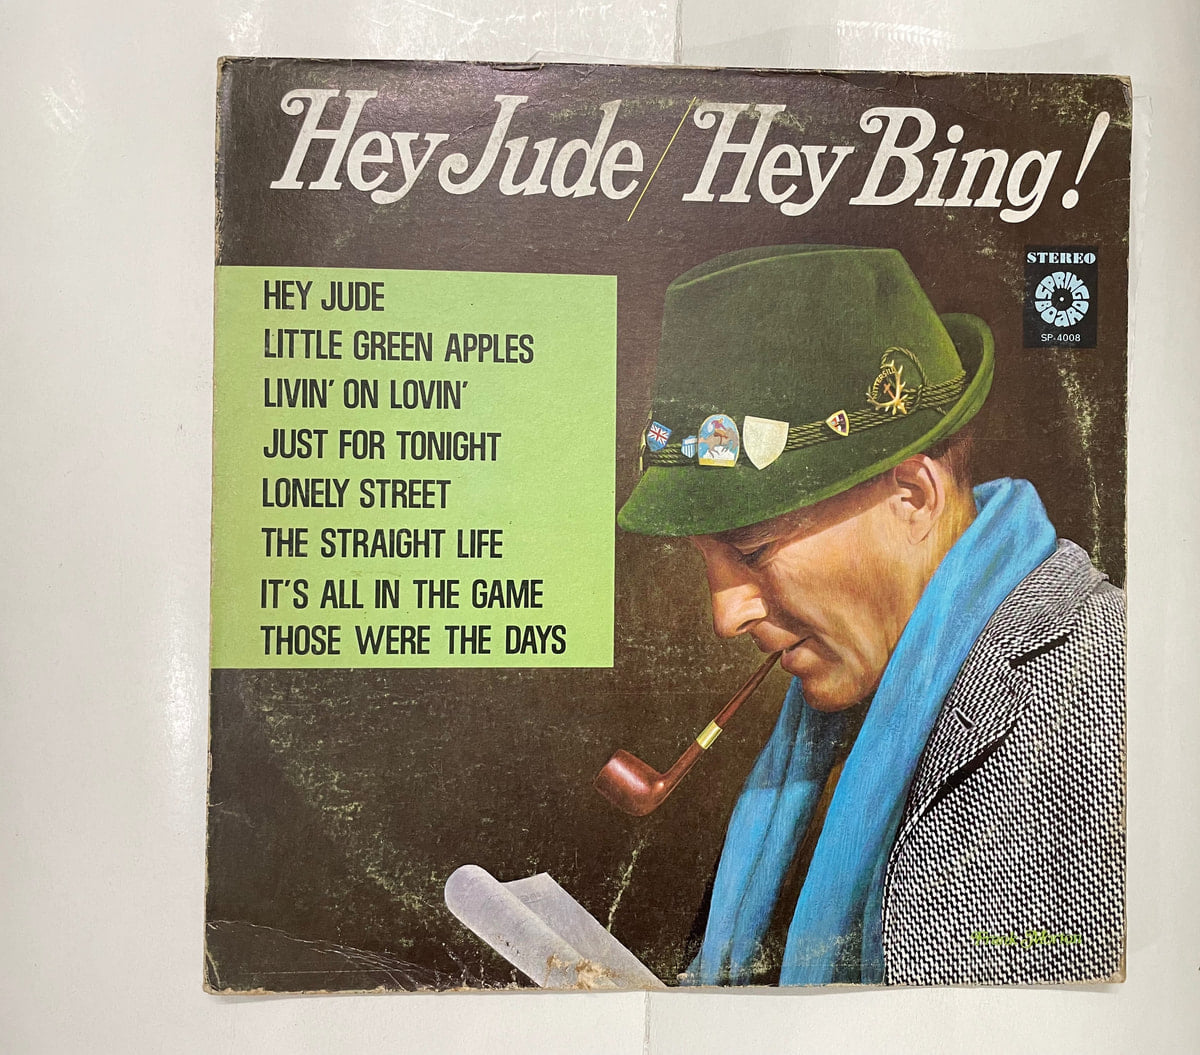 Hey Jude/Hey Bing!
STEREO
SPRING
BOARD
SP-4008
HEY JUDE
LITTLE GREEN APPLES
LIVIN' ON LOVIN'
JUST FOR TONIGHT
LONELY STREET
THE STRAIGHT LIFE
IT'S ALL IN THE GAME
THOSE WERE THE DAYS